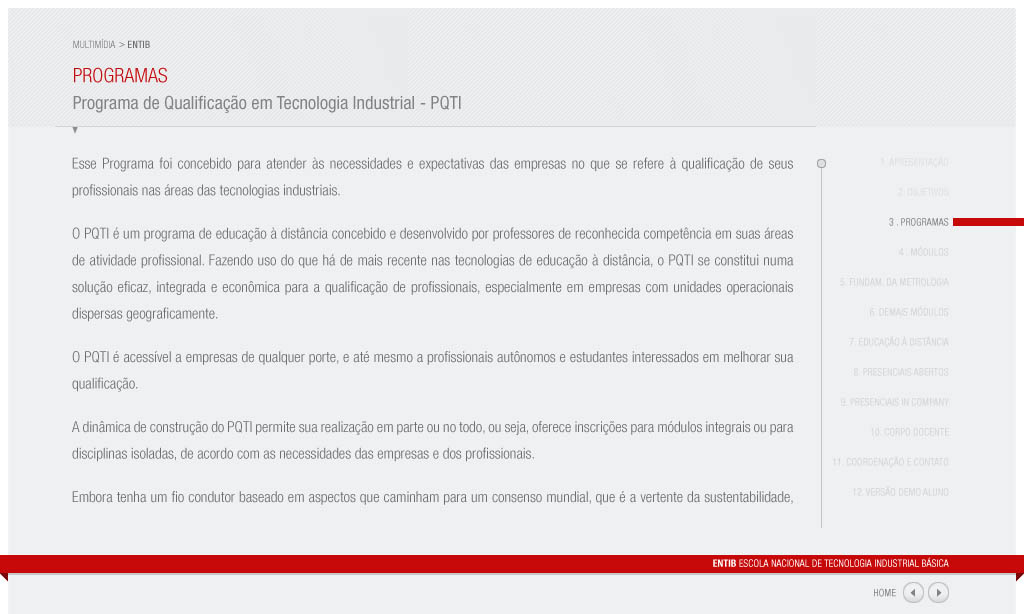 MULTIMÍDIA > ENTIB
PROGRAMAS
Programa de Qualificação em Tecnologia Industrial - PQTI
Esse Programa foi concebido para atender às necessidades e expectativas das empresas no que se refere à qualificação de seus
profissionais nas áreas das tecnologias industriais.
O PQTI é um programa de educação à distância concebido e desenvolvido por professores de reconhecida competência em suas áreas
de atividade profissional. Fazendo uso do que há de mais recente nas tecnologias de educação à distância, o PQTI se constitui numa
solução eficaz, integrada e econômica para a qualificação de profissionais, especialmente em empresas com unidades operacionais
dispersas geograficamente.
O PQTI é acessível a empresas de qualquer porte, e até mesmo a profissionais autônomos e estudantes interessados em melhorar sua
qualificação.
A dinâmica de construção do PQTI permite sua realização em parte ou no todo, ou seja, oferece inscrições para módulos integrais ou para
disciplinas isoladas, de acordo com as necessidades das empresas e dos profissionais.
Embora tenha um fio condutor baseado em aspectos que caminham para um consenso mundial, que é a vertente da sustentabilidade,
1. APRESENTAÇÃO
2. OBJETIVOS
3 . PROGRAMAS
4 . MÓDULOS
5. FUNDAM. DA METROLOGIA
6. DEMAIS MÓDULOS
7. EDUCAÇÃO À DISTÂNCIA
8. PRESENCIAIS ABERTOS
9. PRESENCIAIS IN COMPANY
10. CORPO DOCENTE
11. COORDENAÇÃO E CONTATO
12. VERSÃO DEMO ALUNO
ENTIB ESCOLA NACIONAL DE TECNOLOGIA INDUSTRIAL BÁSICA
HOME